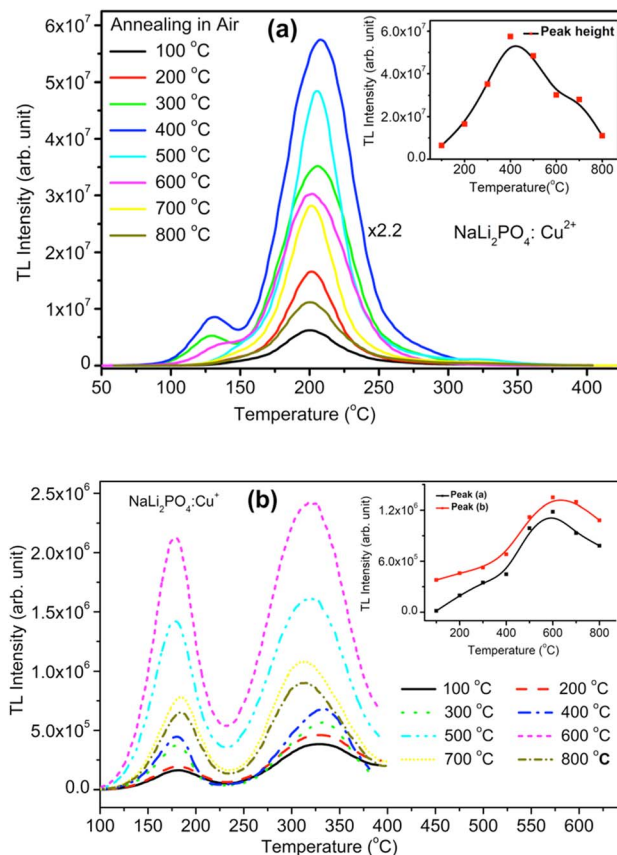 Annealing in Air
(a)
100 °C
200 °C
300 °C
400 °C
500 °C
600 °C
700 °C
800 °C
x2.2
NaLi₂PO₄: Cu²⁺
TL Intensity (arb. unit)
6x10⁷
5x10⁷
4x10⁷
3x10⁷
2x10⁷
1x10⁷
0
50 100 150 200 250 300 350 400
Temperature (°C)
Peak height
TL Intensity (arb. unit)
6.0x10⁷
4.0x10⁷
2.0x10⁷
0.0
200 400 600 800
Temperature(°C)
NaLi₂PO₄:Cu⁺
(b)
TL Intensity (arb. unit)
2.5x10⁶
2.0x10⁶
1.5x10⁶
1.0x10⁶
5.0x10⁵
0.0
100 150 200 250 300 350 400 450 500 550 600
Temperature (°C)
Peak (a)
Peak (b)
TL Intensity (arb. unit)
1.2x10⁶
6.0x10⁵
0.0
200 400 600 800
Temperature (°C)
100 °C 200 °C
300 °C 400 °C
500 °C 600 °C
700 °C 800 °C